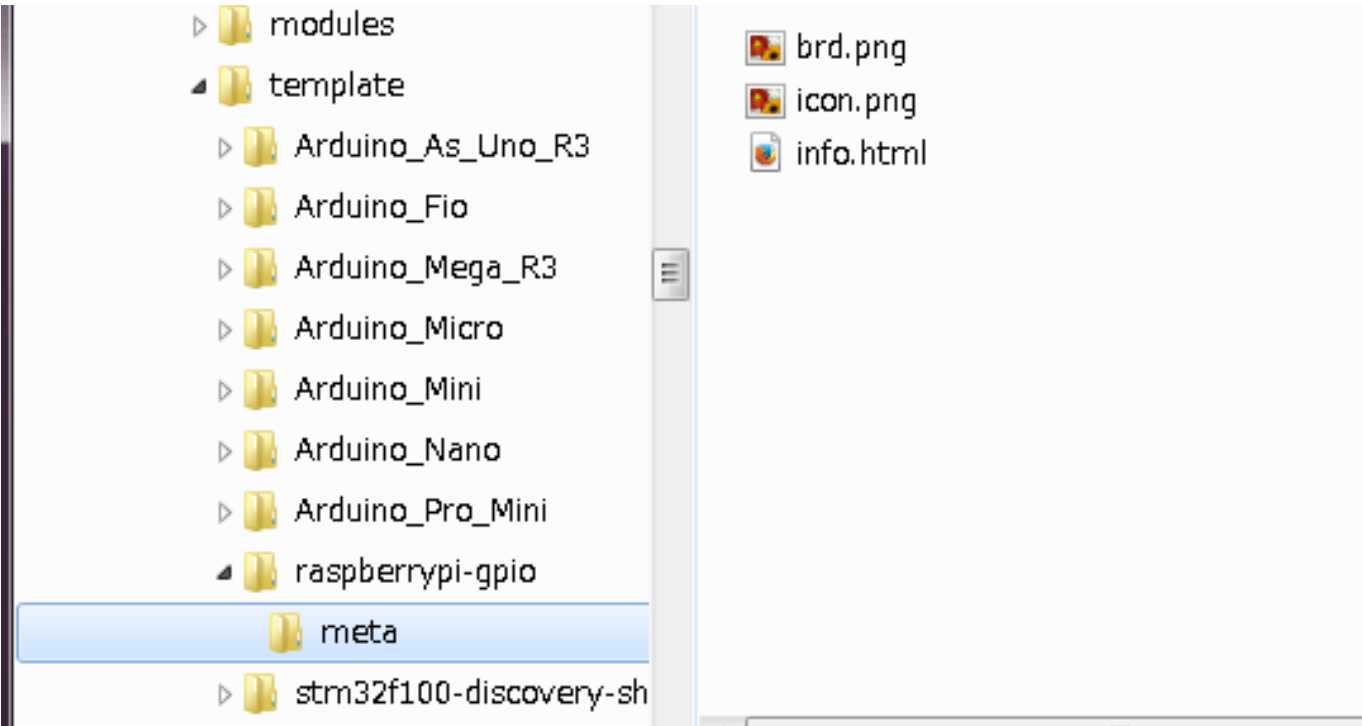 modules
template
Arduino_As_Uno_R3
Arduino_Fio
Arduino_Mega_R3
Arduino_Micro
Arduino_Mini
Arduino_Nano
Arduino_Pro_Mini
raspberrypi-gpio
meta
stm32f100-discovery-sh
brd.png
icon.png
info.html